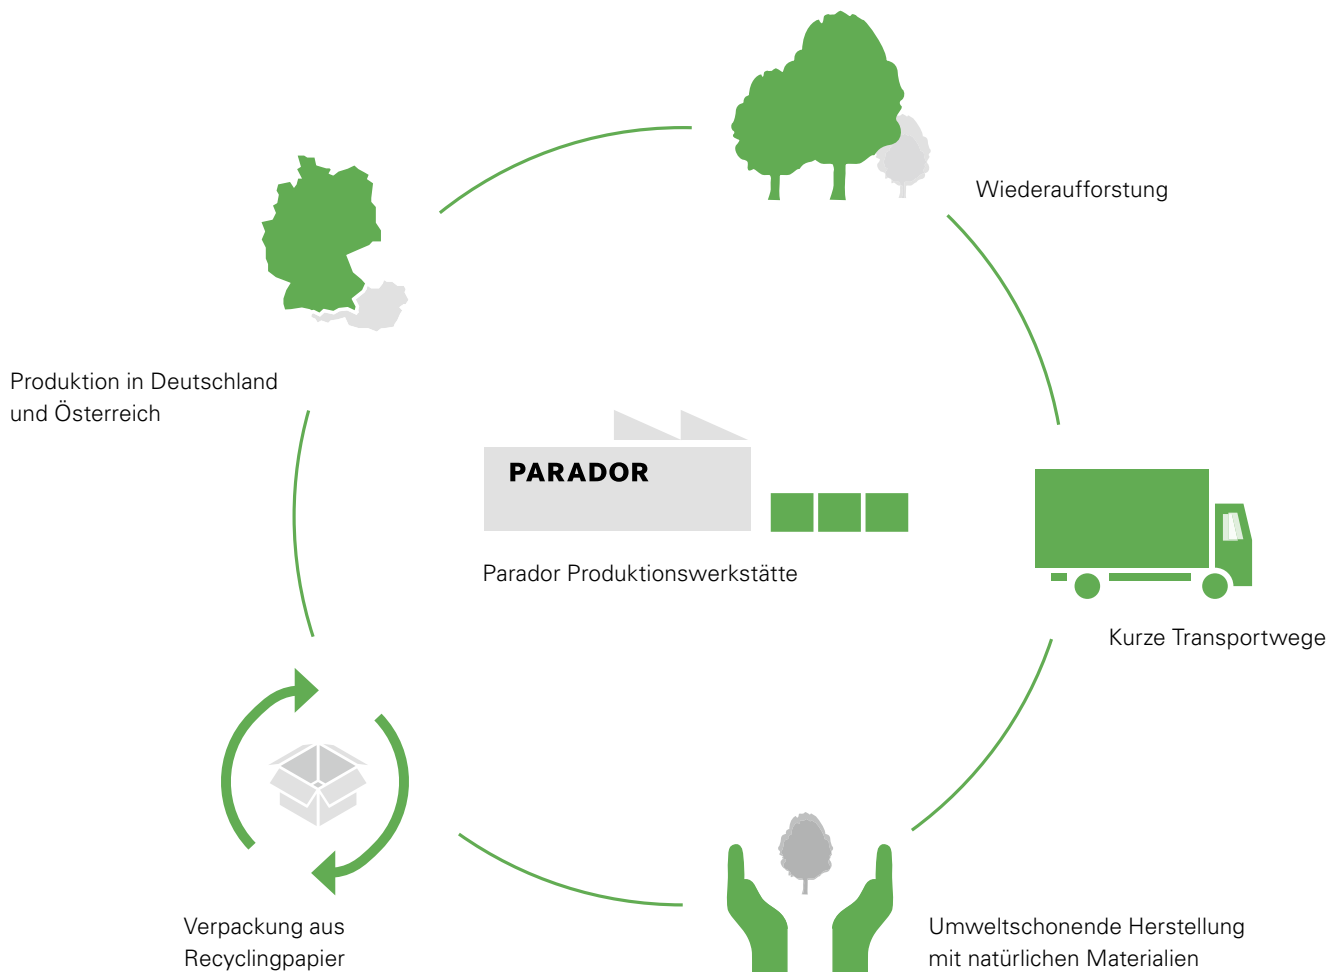 Wiederaufforstung
Produktion in Deutschland
und Österreich
PARADOR
Parador Produktionswerkstätte
Kurze Transportwege
Verpackung aus
Recyclingpapier
Umweltschonende Herstellung
mit natürlichen Materialien